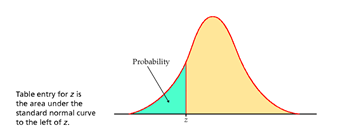 Probability
Table entry for z is
the area under the
standard normal curve
to the left of z.
z